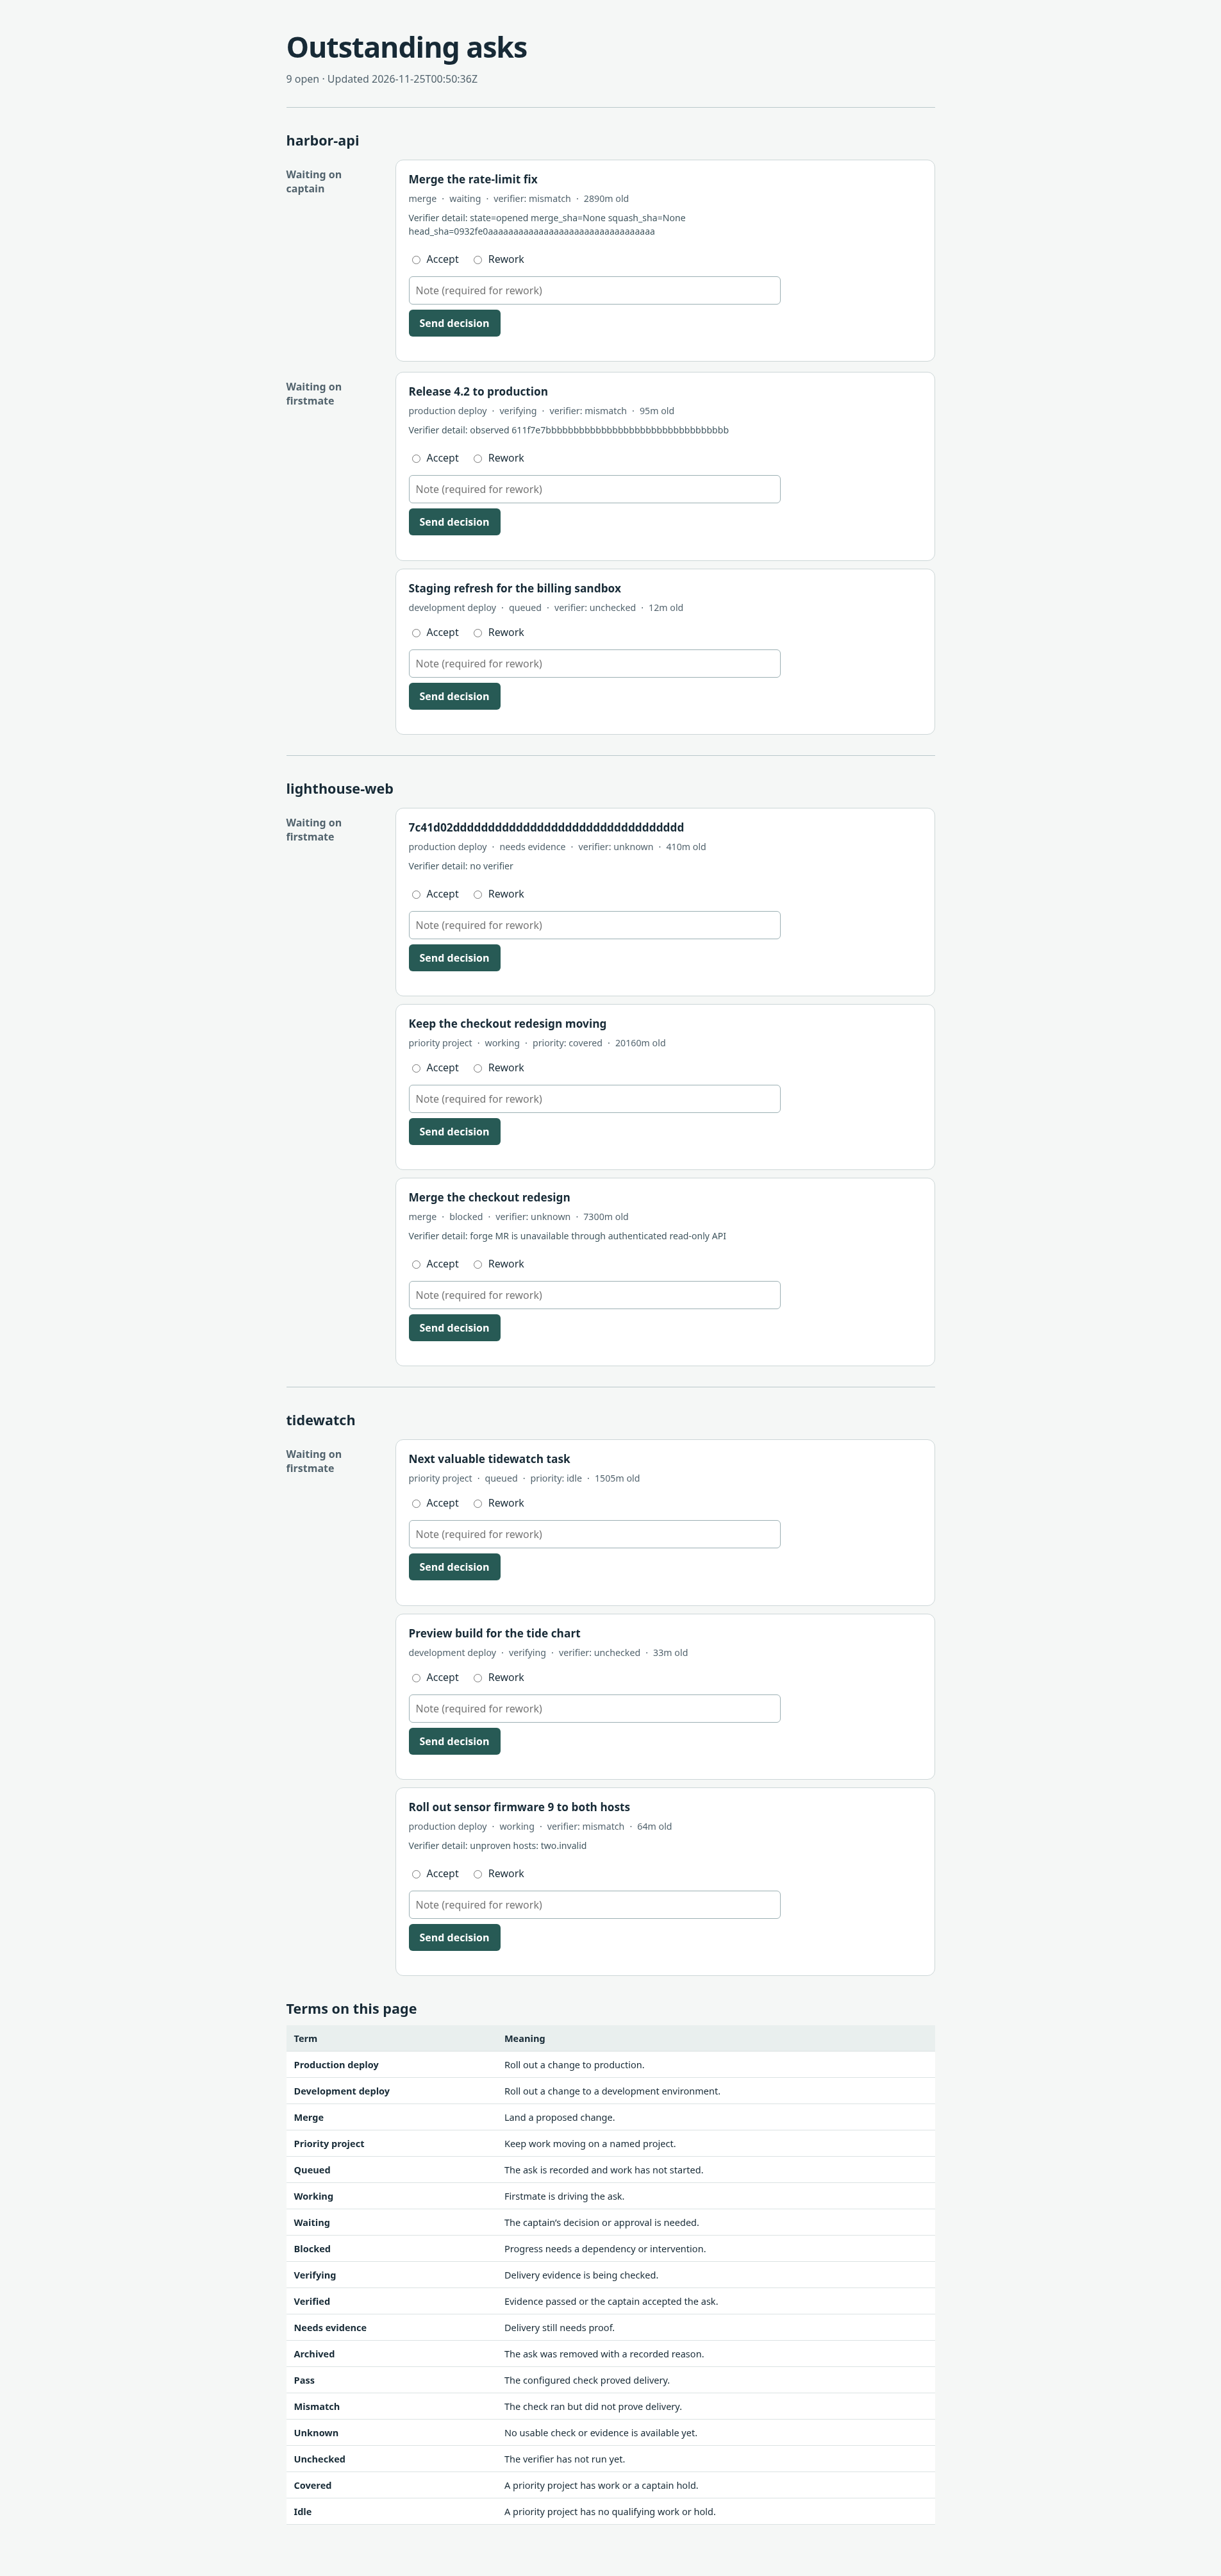 Outstanding asks
9 open · Updated 2026-11-25T00:50:36Z
harbor-api
Waiting on
captain
Merge the rate-limit fix
merge · waiting · verifier: mismatch · 2890m old
Verifier detail: state=opened merge_sha=None squash_sha=None
head_sha=0932fe0aaaaaaaaaaaaaaaaaaaaaaaaaaaaaaaaa
Accept Rework
Note (required for rework)
Send decision
Waiting on
firstmate
Release 4.2 to production
production deploy · verifying · verifier: mismatch · 95m old
Verifier detail: observed 611f7e7bbbbbbbbbbbbbbbbbbbbbbbbbbbbbbbbb
Accept Rework
Note (required for rework)
Send decision
Staging refresh for the billing sandbox
development deploy · queued · verifier: unchecked · 12m old
Accept Rework
Note (required for rework)
Send decision
lighthouse-web
Waiting on
firstmate
7c41d02ddddddddddddddddddddddddddddddddd
production deploy · needs evidence · verifier: unknown · 410m old
Verifier detail: no verifier
Accept Rework
Note (required for rework)
Send decision
Keep the checkout redesign moving
priority project · working · priority: covered · 20160m old
Accept Rework
Note (required for rework)
Send decision
Merge the checkout redesign
merge · blocked · verifier: unknown · 7300m old
Verifier detail: forge MR is unavailable through authenticated read-only API
Accept Rework
Note (required for rework)
Send decision
tidewatch
Waiting on
firstmate
Next valuable tidewatch task
priority project · queued · priority: idle · 1505m old
Accept Rework
Note (required for rework)
Send decision
Preview build for the tide chart
development deploy · verifying · verifier: unchecked · 33m old
Accept Rework
Note (required for rework)
Send decision
Roll out sensor firmware 9 to both hosts
production deploy · working · verifier: mismatch · 64m old
Verifier detail: unproven hosts: two.invalid
Accept Rework
Note (required for rework)
Send decision
Terms on this page
Term Meaning
Production deploy Roll out a change to production.
Development deploy Roll out a change to a development environment.
Merge Land a proposed change.
Priority project Keep work moving on a named project.
Queued The ask is recorded and work has not started.
Working Firstmate is driving the ask.
Waiting The captain’s decision or approval is needed.
Blocked Progress needs a dependency or intervention.
Verifying Delivery evidence is being checked.
Verified Evidence passed or the captain accepted the ask.
Needs evidence Delivery still needs proof.
Archived The ask was removed with a recorded reason.
Pass The configured check proved delivery.
Mismatch The check ran but did not prove delivery.
Unknown No usable check or evidence is available yet.
Unchecked The verifier has not run yet.
Covered A priority project has work or a captain hold.
Idle A priority project has no qualifying work or hold.